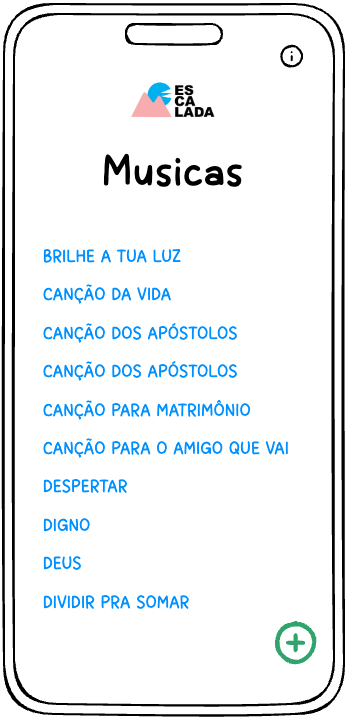 ES
CA
LADA
Musicas
BRILHE A TUA LUZ
CANÇÃO DA VIDA
CANÇÃO DOS APÓSTOLOS
CANÇÃO DOS APÓSTOLOS
CANÇÃO PARA MATRIMÔNIO
CANÇÃO PARA O AMIGO QUE VAI
DESPERTAR
DIGNO
DEUS
DIVIDIR PRA SOMAR